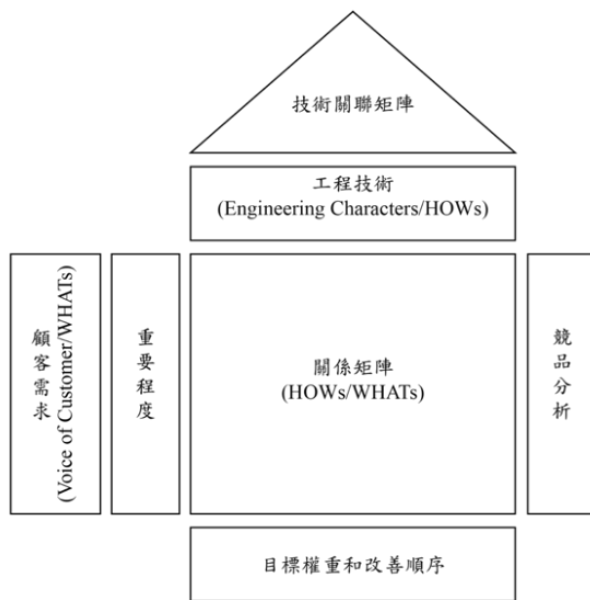 技術關聯矩陣
工程技術
(Engineering Characters/HOWs)
顧客需求
(Voice of Customer/WHATs)
重要程度
關係矩陣
(HOWs/WHATs)
競品分析
目標權重和改善順序